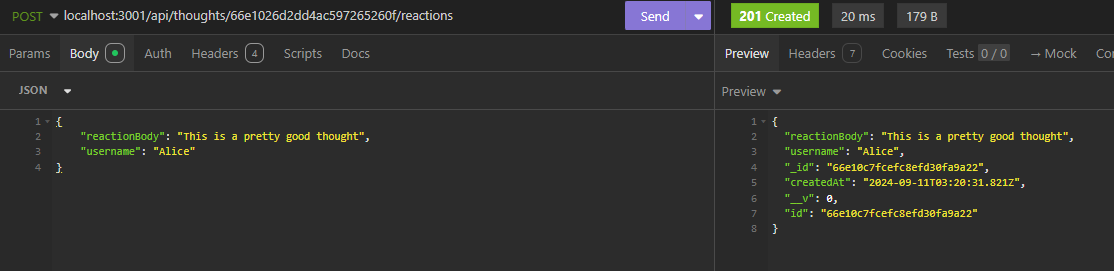 POST localhost:3001/api/thoughts/66e1026d2dd4ac597265260f/reactions Send 201 Created 20 ms 179 B
Params Body Auth Headers 4 Scripts Docs
Preview Headers 7 Cookies Tests 0 / 0 → Mock
JSON
Preview
1 {
2 "reactionBody": "This is a pretty good thought",
3 "username": "Alice"
4 }
1 {
2 "reactionBody": "This is a pretty good thought",
3 "username": "Alice",
4 "_id": "66e10c7fcefc8efd30fa9a22",
5 "createdAt": "2024-09-11T03:20:31.821Z",
6 "__v": 0,
7 "id": "66e10c7fcefc8efd30fa9a22"
8 }